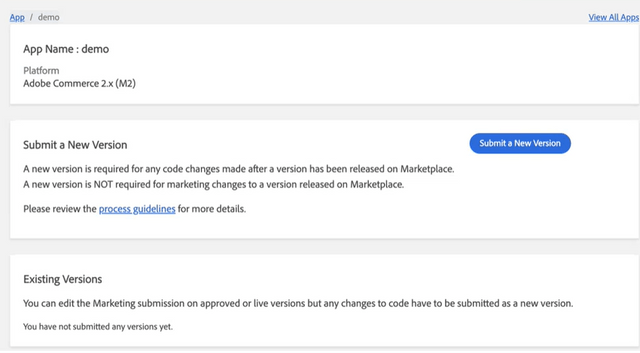 App / demo
View All Apps
App Name : demo
Platform
Adobe Commerce 2.x (M2)
Submit a New Version
Submit a New Version
A new version is required for any code changes made after a version has been released on Marketplace.
A new version is NOT required for marketing changes to a version released on Marketplace.
Please review the process guidelines for more details.
Existing Versions
You can edit the Marketing submission on approved or live versions but any changes to code have to be submitted as a new version.
You have not submitted any versions yet.